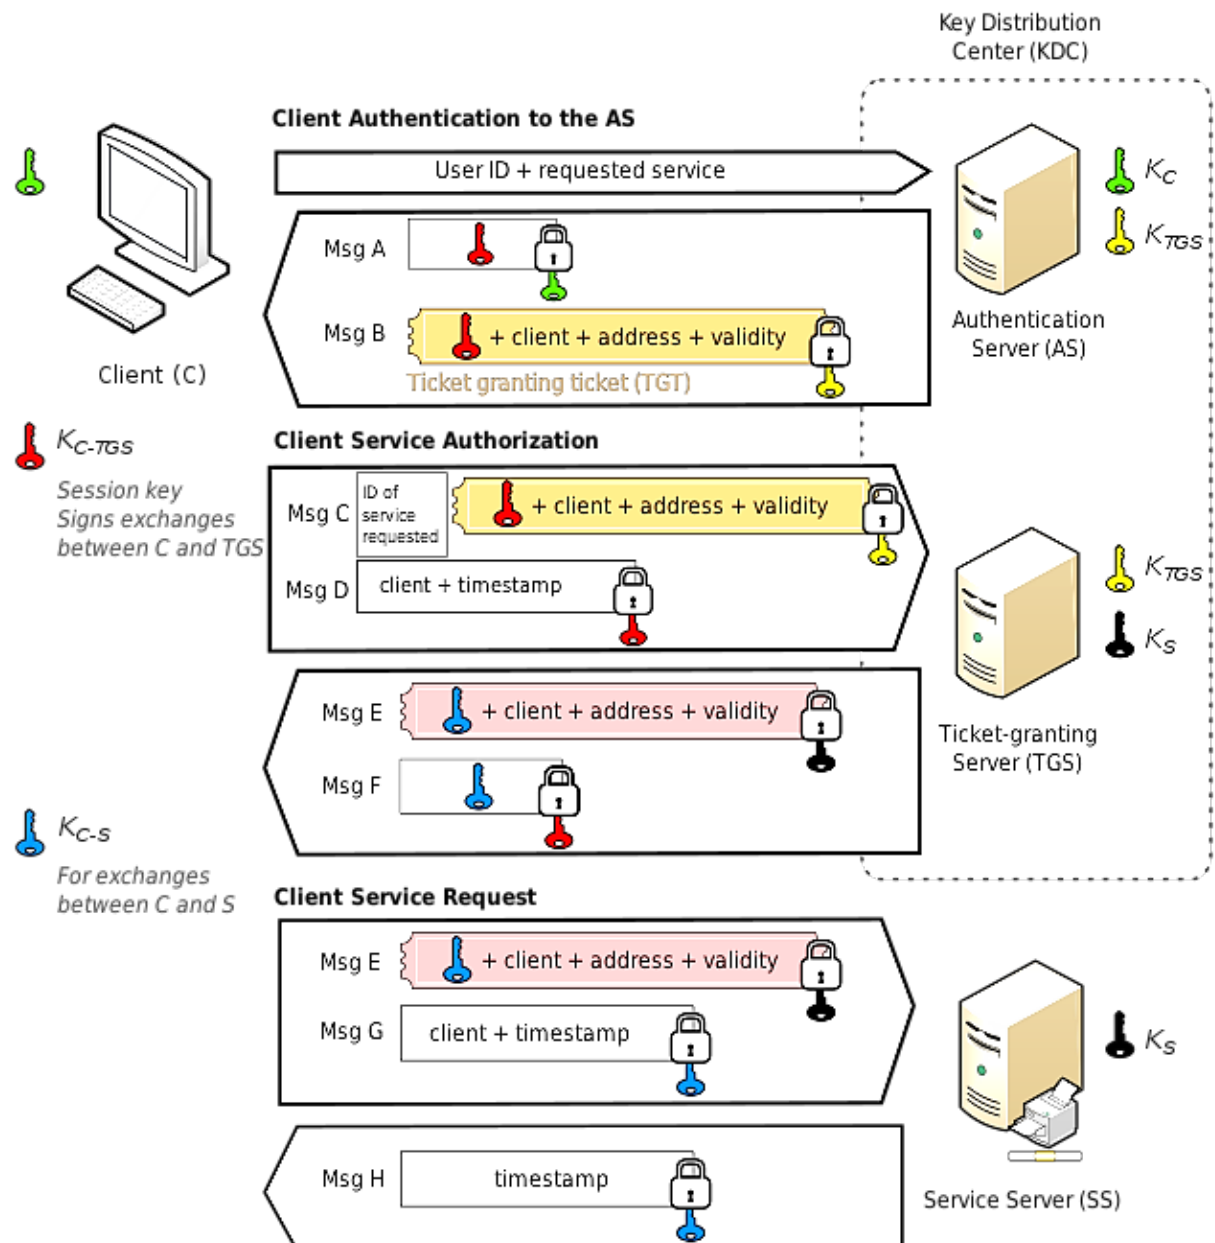 Key Distribution
Center (KDC)
Client Authentication to the AS
User ID + requested service
K_C
K_TGS
Msg A
Msg B
+ client + address + validity
Ticket granting ticket (TGT)
Authentication
Server (AS)
Client (C)
K_C-TGS
Session key
Signs exchanges
between C and TGS
Client Service Authorization
Msg C
ID of
service
requested
+ client + address + validity
Msg D
client + timestamp
K_TGS
K_S
Msg E
+ client + address + validity
Msg F
Ticket-granting
Server (TGS)
K_C-S
For exchanges
between C and S
Client Service Request
Msg E
+ client + address + validity
Msg G
client + timestamp
K_S
Msg H
timestamp
Service Server (SS)